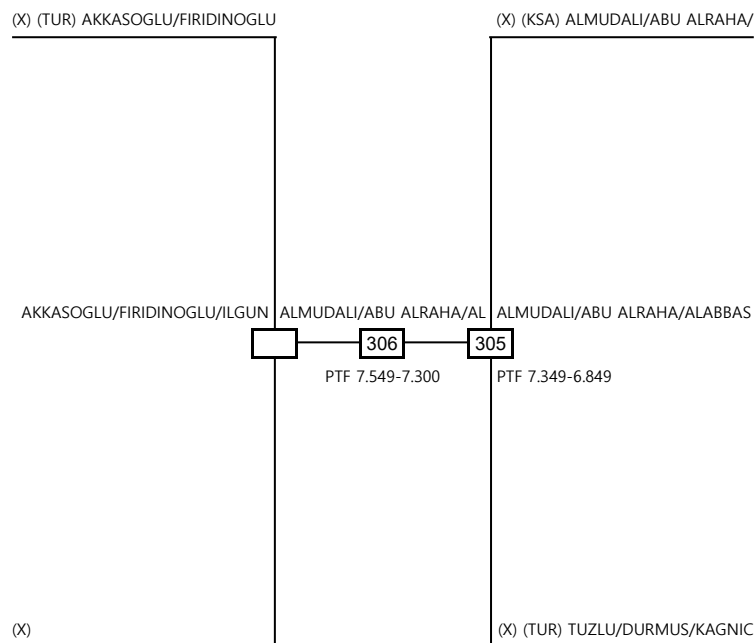 (X) (TUR) AKKASOGLU/FIRIDINOGLU
(X) (KSA) ALMUDALI/ABU ALRAHA/
AKKASOGLU/FIRIDINOGLU/ILGUN
ALMUDALI/ABU ALRAHA/AL
ALMUDALI/ABU ALRAHA/ALABBAS
306
305
PTF 7.549-7.300
PTF 7.349-6.849
(X)
(X) (TUR) TUZLU/DURMUS/KAGNIC